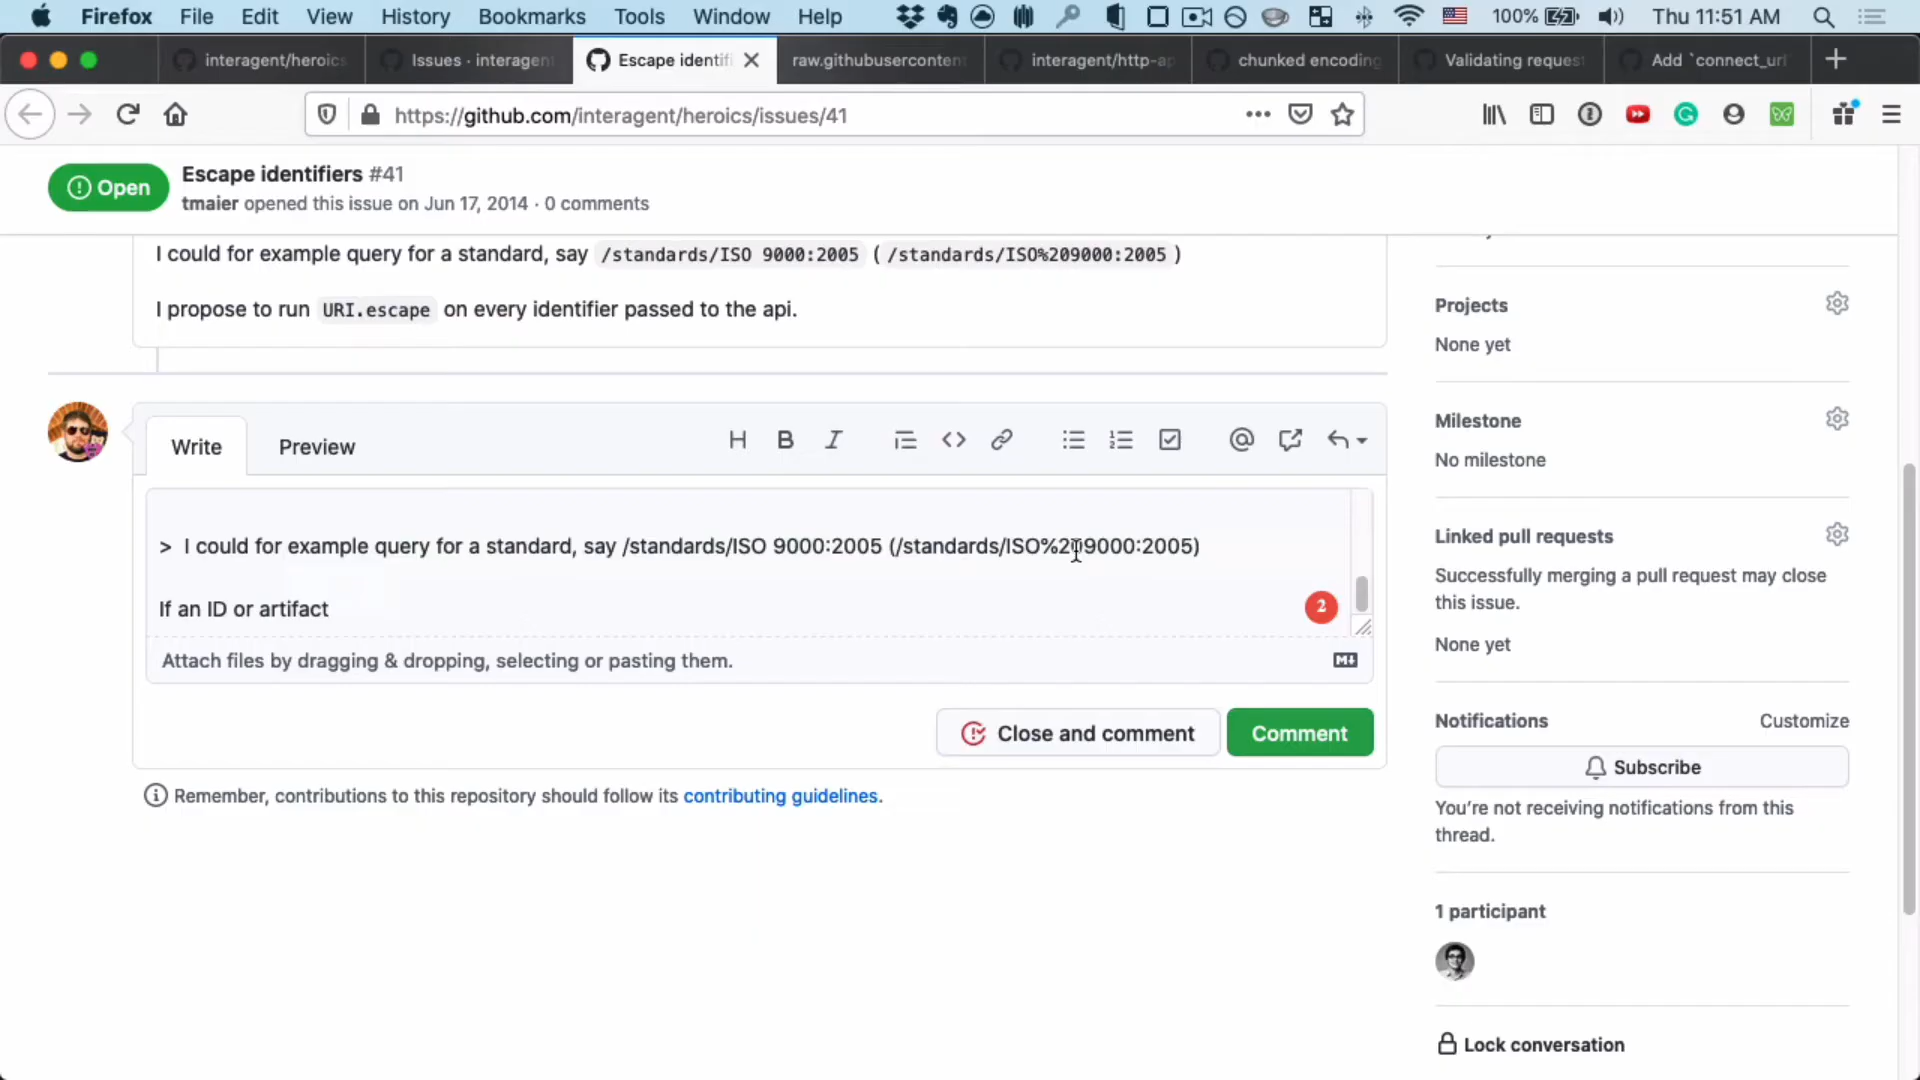 Firefox File Edit View History Bookmarks Tools Window Help 100% Thu 11:51 AM
interagent/heroics Issues · interagent Escape identifi raw.githubuserconten interagent/http-ap chunked encoding Validating request Add `connect_url
https://github.com/interagent/heroics/issues/41
Open
Escape identifiers #41
tmaier opened this issue on Jun 17, 2014 · 0 comments
I could for example query for a standard, say /standards/ISO 9000:2005 ( /standards/ISO%209000:2005 )
I propose to run URI.escape on every identifier passed to the api.
Write Preview
> I could for example query for a standard, say /standards/ISO 9000:2005 (/standards/ISO%209000:2005)
If an ID or artifact
2
Attach files by dragging & dropping, selecting or pasting them.
Close and comment Comment
Remember, contributions to this repository should follow its contributing guidelines.
Projects
None yet
Milestone
No milestone
Linked pull requests
Successfully merging a pull request may close
this issue.
None yet
Notifications Customize
Subscribe
You’re not receiving notifications from this
thread.
1 participant
Lock conversation